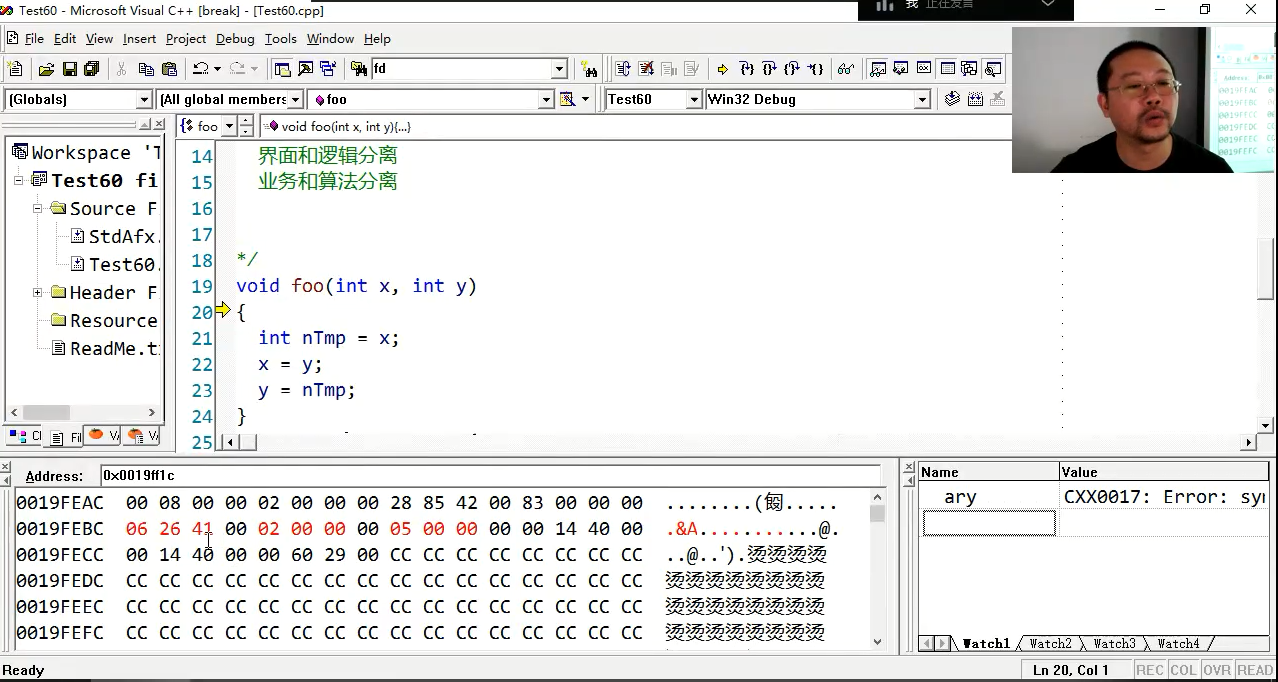 Test60 - Microsoft Visual C++ [break] - [Test60.cpp]
我 正在发言
File Edit View Insert Project Debug Tools Window Help
fd
(Globals) (All global members foo Test60 Win32 Debug
foo void foo(int x, int y){...}
Workspace 'T
Test60 fi
Source F
StdAfx.
Test60.
Header F
Resource
ReadMe.t
Cl Fil V V
14 界面和逻辑分离
15 业务和算法分离
16
17
18 */
19 void foo(int x, int y)
20 {
21 int nTmp = x;
22 x = y;
23 y = nTmp;
24 }
25
Address: 0x0019ff1c
0019FEAC 00 08 00 00 02 00 00 00 28 85 42 00 83 00 00 00 ........(.....
0019FEBC 06 26 41 00 02 00 00 00 05 00 00 00 00 14 40 00 .&A...........@.
0019FECC 00 14 40 00 00 60 29 00 CC CC CC CC CC CC CC CC ..@..`).烫烫烫烫
0019FEDC CC CC CC CC CC CC CC CC CC CC CC CC CC CC CC CC 烫烫烫烫烫烫烫烫
0019FEEC CC CC CC CC CC CC CC CC CC CC CC CC CC CC CC CC 烫烫烫烫烫烫烫烫
0019FEFC CC CC CC CC CC CC CC CC CC CC CC CC CC CC CC CC 烫烫烫烫烫烫烫烫
Name Value
ary CXX0017: Error: syn
Watch1 Watch2 Watch3 Watch4
Ready
Ln 20, Col 1 REC COL OVR READ